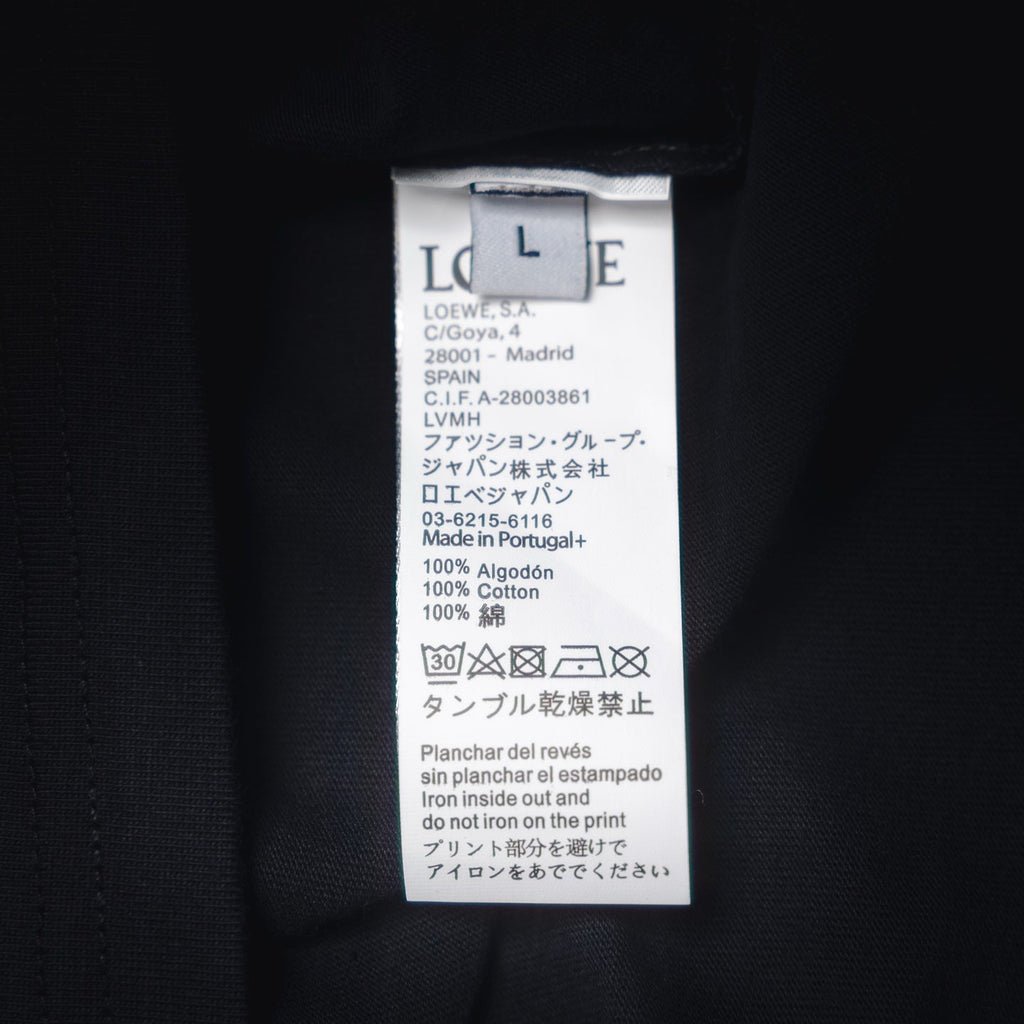 L
LOEWE
LOEWE, S.A.
C/Goya, 4
28001 - Madrid
SPAIN
C.I.F. A-28003861
LVMH
ファツション・グループ・
ジャパン株式会社
ロエベジャパン
03-6215-6116
Made in Portugal+
100% Algodón
100% Cotton
100% 綿
30
タンブル乾燥禁止
Planchar del revés
sin planchar el estampado
Iron inside out and
do not iron on the print
プリント部分を避けで
アイロンをあででください